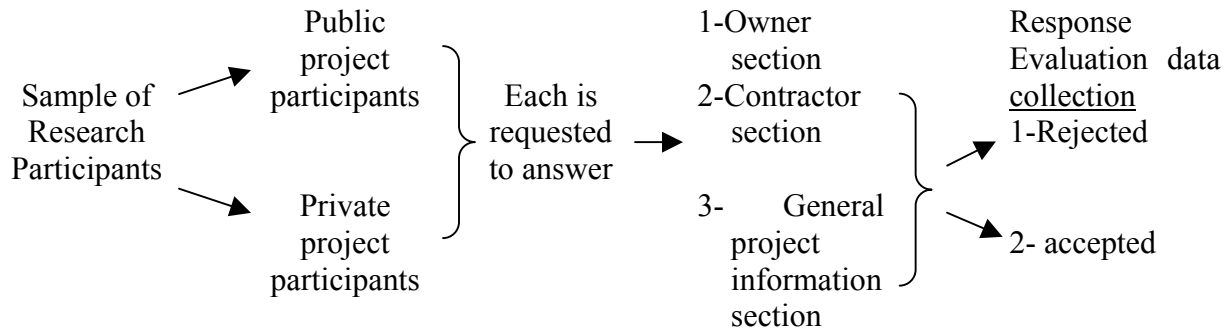 Sample of
Research
Participants
Public
project
participants
Private
project
participants
Each is
requested
to answer
1-Owner
section
2-Contractor
section
3- General
project
information
section
Response
Evaluation data
collection
1-Rejected
2- accepted